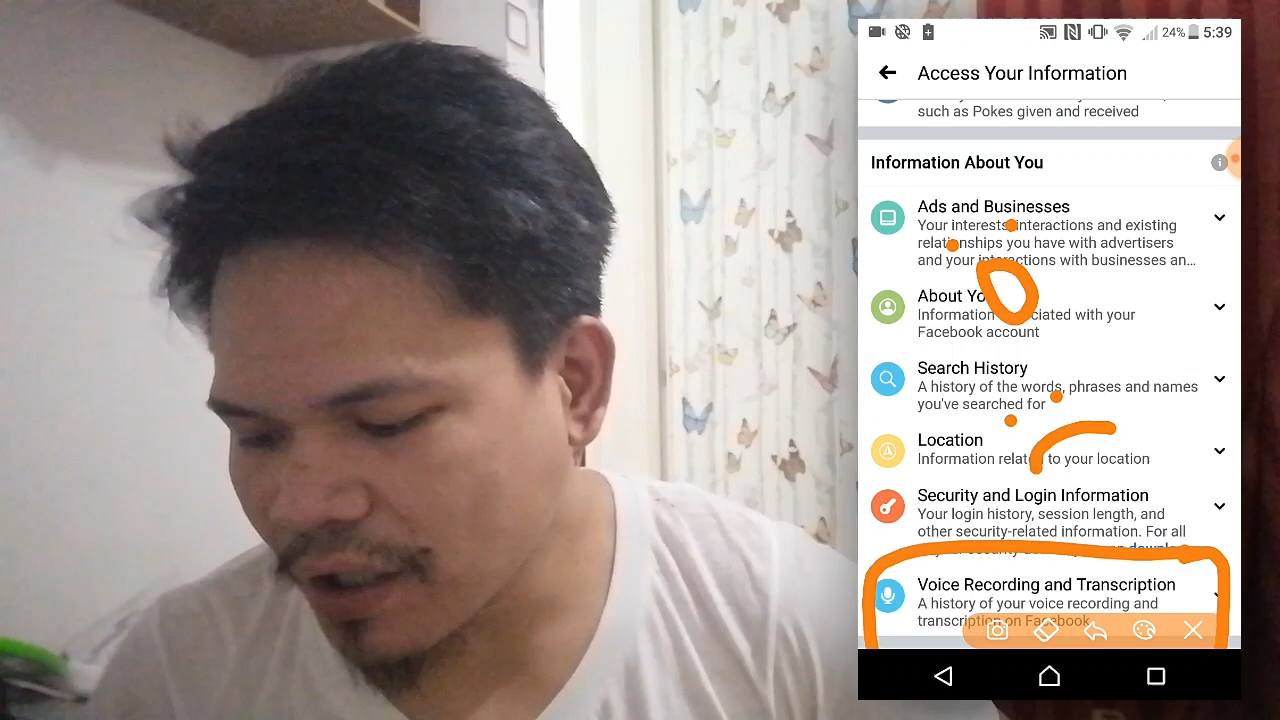 24% 5:39
Access Your Information
such as Pokes given and received
Information About You
Ads and Businesses
Your interests interactions and existing
relationships you have with advertisers
and your interactions with businesses an...
About You
Information associated with your
Facebook account
Search History
A history of the words, phrases and names
you've searched for
Location
Information related to your location
Security and Login Information
Your login history, session length, and
other security-related information. For all
Voice Recording and Transcription
A history of your voice recording and
transcription on Facebook